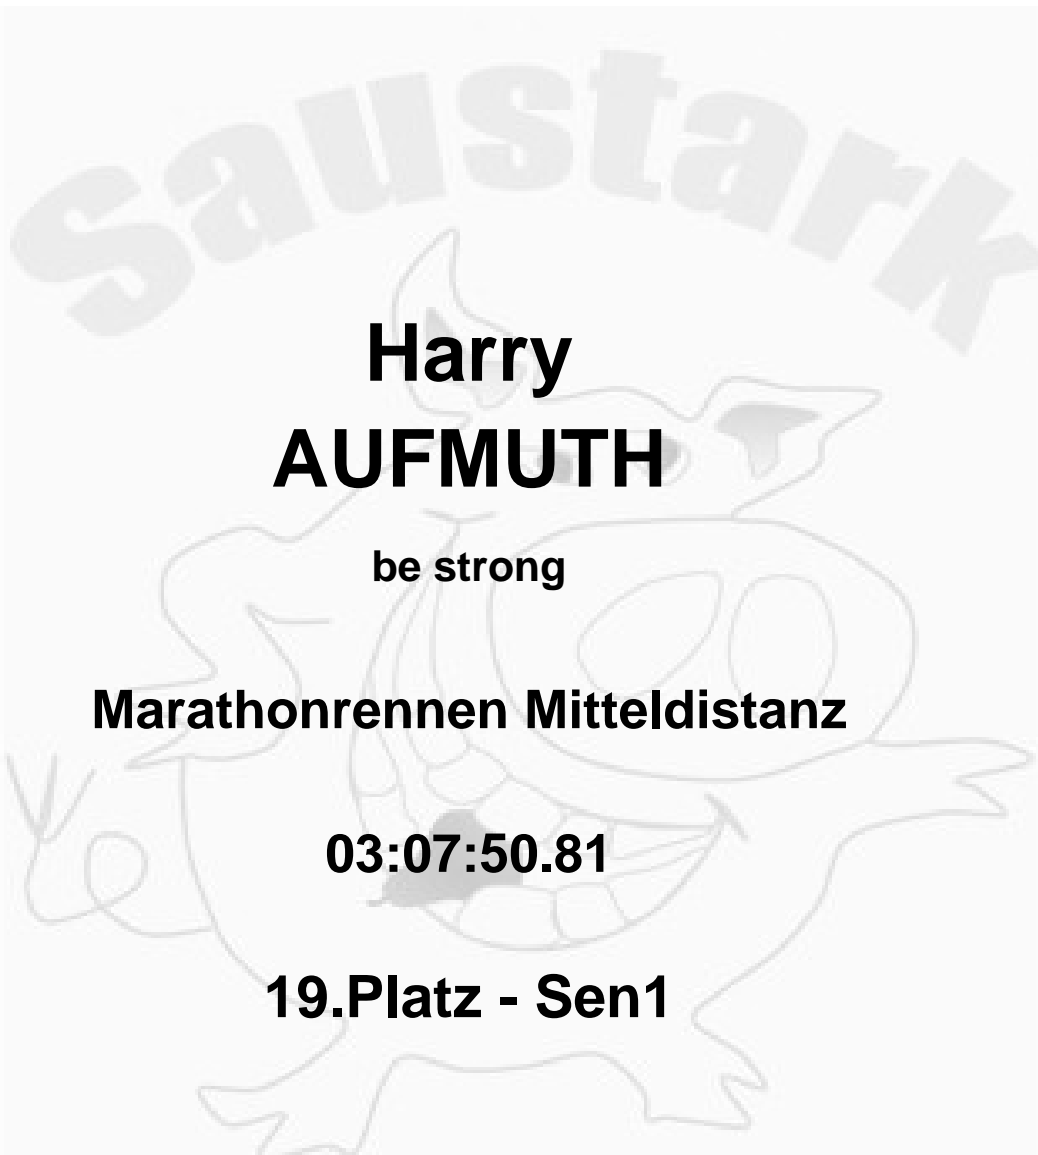 Saustark
Harry
AUFMUTH
be strong
Marathonrennen Mitteldistanz
03:07:50.81
19.Platz - Sen1